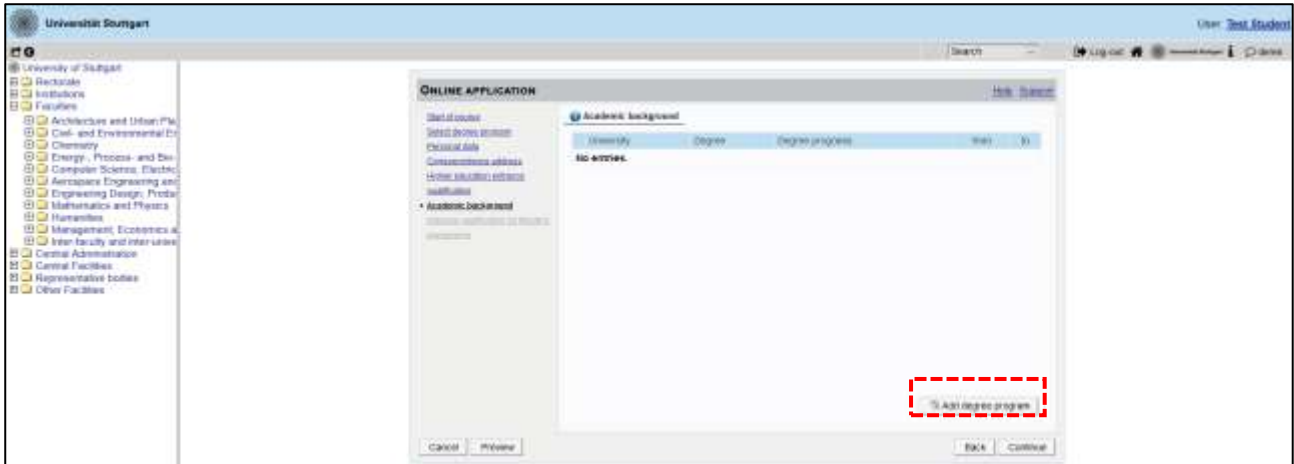 Universität Stuttgart
User: Test Student
Search
Log out
demo
University of Stuttgart
Rectorate
Institutions
Faculties
Architecture and Urban Pla
Civil- and Environmental En
Chemistry
Energy-, Process- and Bio-
Computer Science, Electric
Aerospace Engineering and
Engineering Design, Produ
Mathematics and Physics
Humanities
Management, Economics a
Inter-faculty and inter-unive
Central Administration
Central Facilities
Representative bodies
Other Facilities
ONLINE APPLICATION
Help Support
Start of studies
Select degree program
Personal data
Correspondence address
Higher education entrance
qualification
Academic background
Academic background
University Degree Degree programs from to
No entries.
Add degree program
Cancel Preview Back Continue